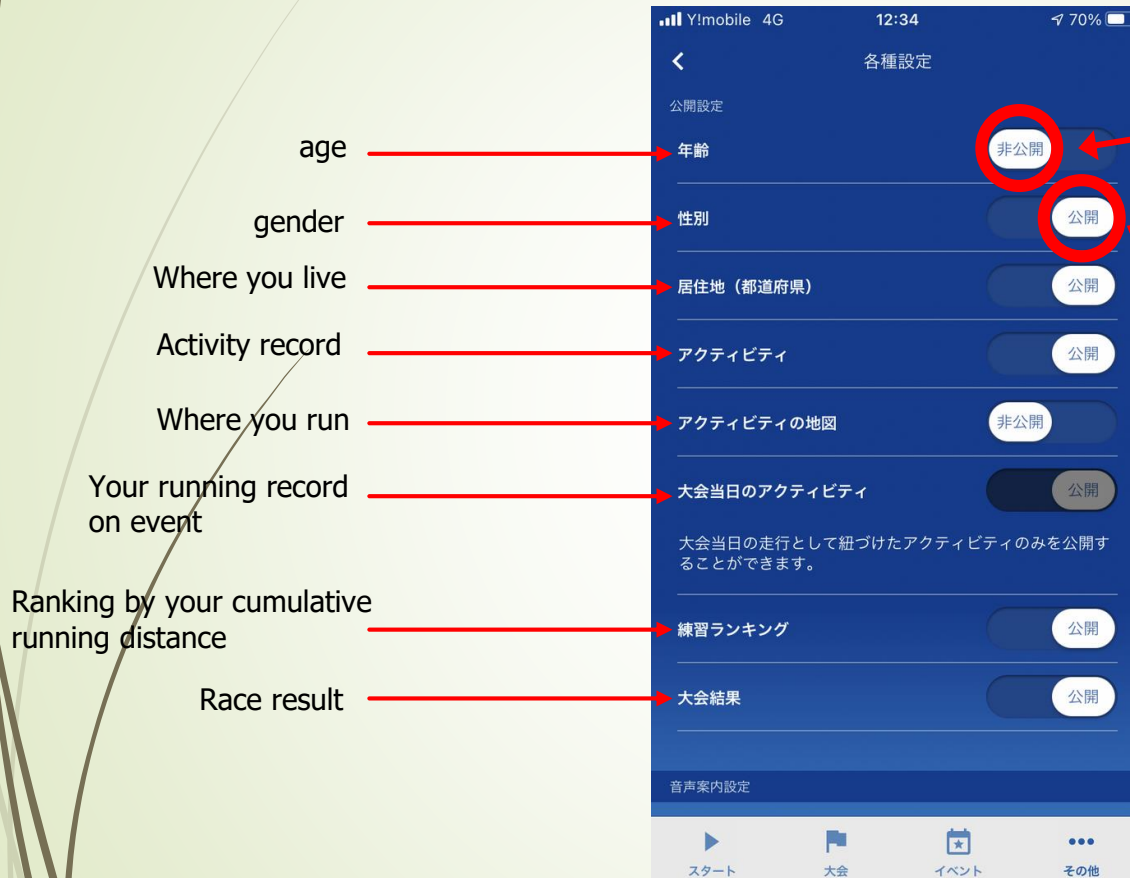 Y!mobile 4G 12:34 70%
各種設定
公開設定
age
年齢 非公開
gender
性別 公開
Where you live
居住地（都道府県） 公開
Activity record
アクティビティ 公開
Where you run
アクティビティの地図 非公開
Your running record
on event
大会当日のアクティビティ 公開
大会当日の走行として紐づけたアクティビティのみを公開す
ることができます。
Ranking by your cumulative
running distance
練習ランキング 公開
Race result
大会結果 公開
音声案内設定
スタート 大会 イベント その他